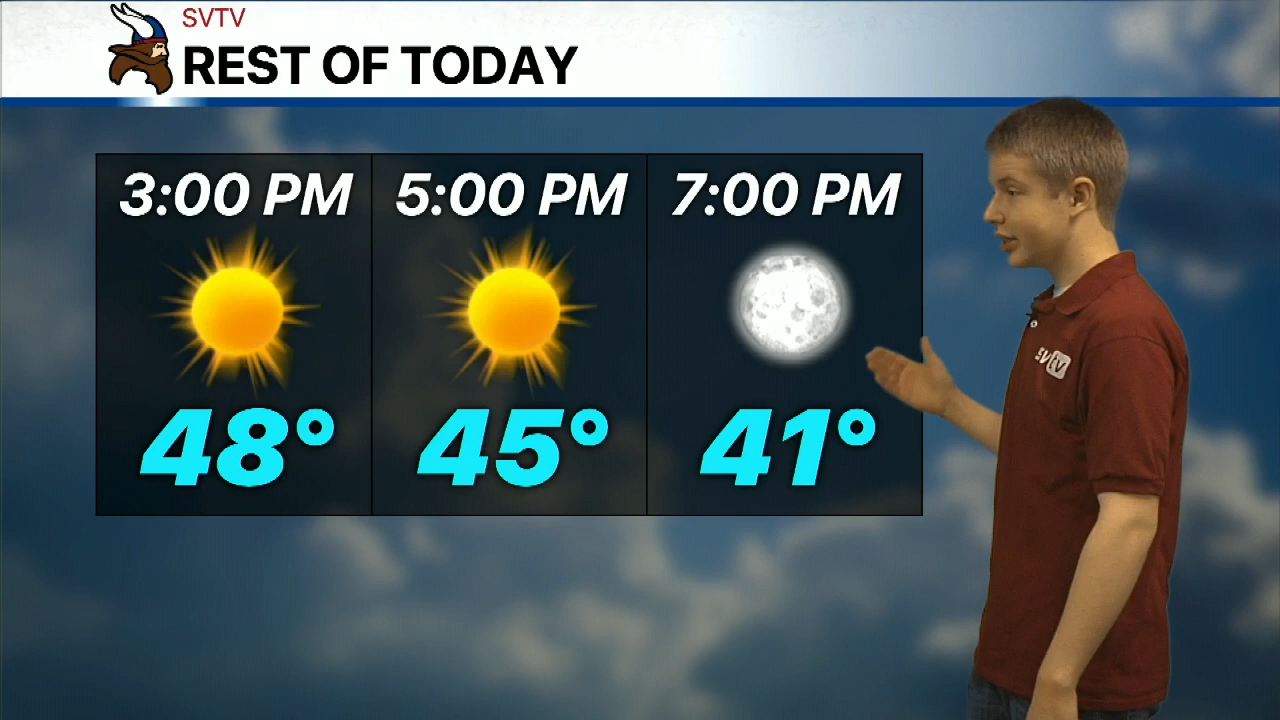 SVTV
REST OF TODAY
3:00 PM 5:00 PM 7:00 PM
48° 45° 41°
SVTV